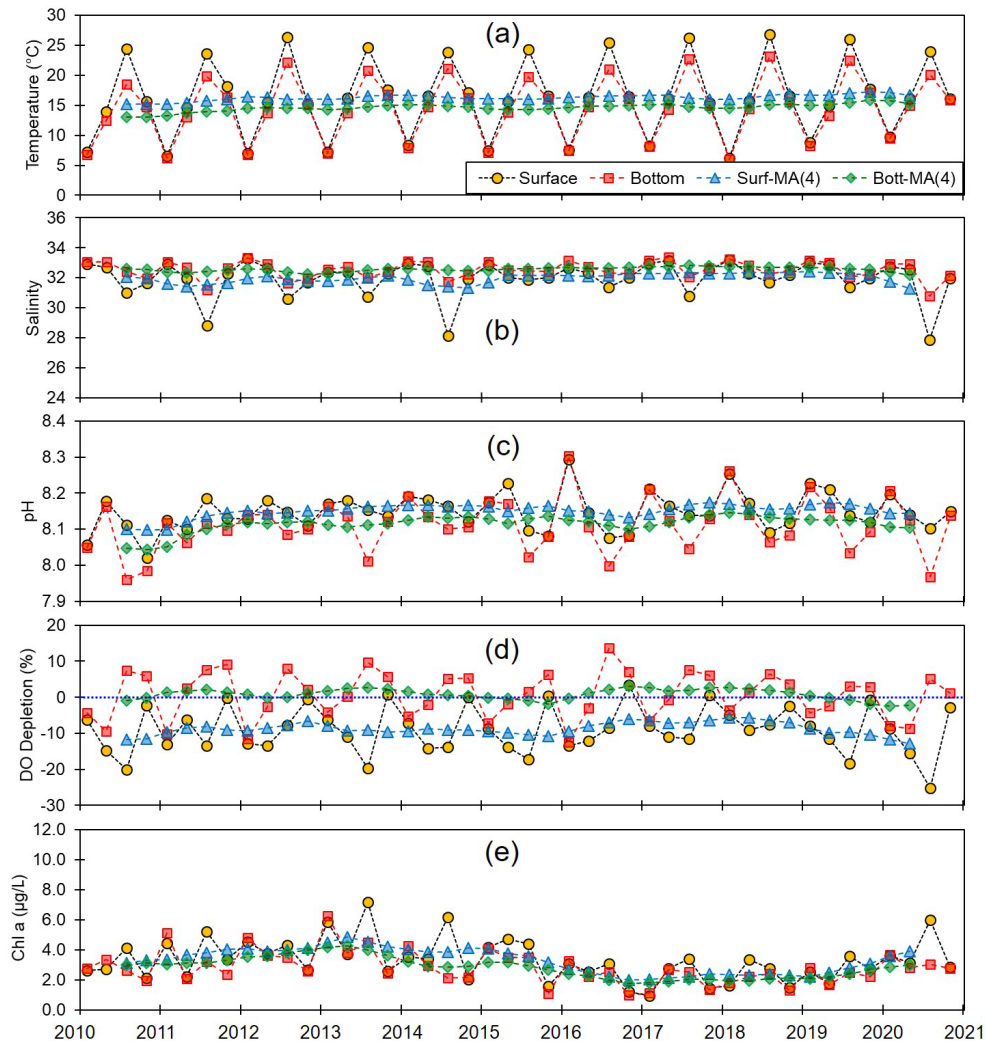 30
25
20
15
10
5
0
Temperature (°C)
(a)
Surface Bottom Surf-MA(4) Bott-MA(4)
36
34
32
30
28
26
24
Salinity
(b)
8.4
8.3
8.2
8.1
8.0
7.9
pH
(c)
20
10
0
-10
-20
-30
DO Depletion (%)
(d)
12.0
10.0
8.0
6.0
4.0
2.0
0.0
Chl a (µg/L)
(e)
2010 2011 2012 2013 2014 2015 2016 2017 2018 2019 2020 2021